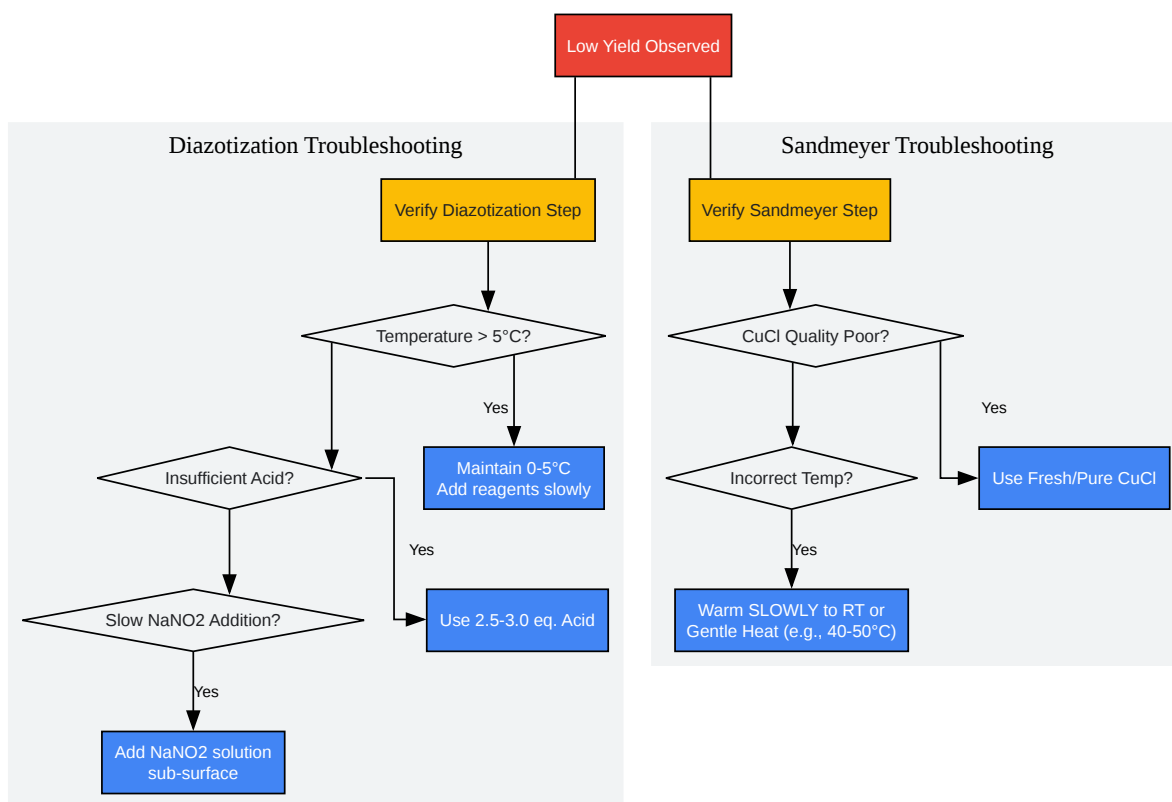 Low Yield Observed
Diazotization Troubleshooting
Verify Diazotization Step
Temperature > 5°C?
Yes
Maintain 0-5°C
Add reagents slowly
Insufficient Acid?
Yes
Use 2.5-3.0 eq. Acid
Slow NaNO2 Addition?
Yes
Add NaNO2 solution
sub-surface
Sandmeyer Troubleshooting
Verify Sandmeyer Step
CuCl Quality Poor?
Yes
Use Fresh/Pure CuCl
Incorrect Temp?
Yes
Warm SLOWLY to RT or
Gentle Heat (e.g., 40-50°C)